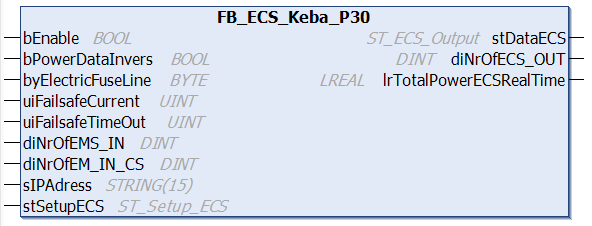 FB_ECS_Keba_P30
bEnable BOOL ST_ECS_Output stDataECS
bPowerDataInvers BOOL DINT diNrOfECS_OUT
byElectricFuseLine BYTE LREAL lrTotalPowerECSRealTime
uiFailsafeCurrent UINT
uiFailsafeTimeOut UINT
diNrOfEMS_IN DINT
diNrOfEM_IN_CS DINT
sIPAdress STRING(15)
stSetupECS ST_Setup_ECS